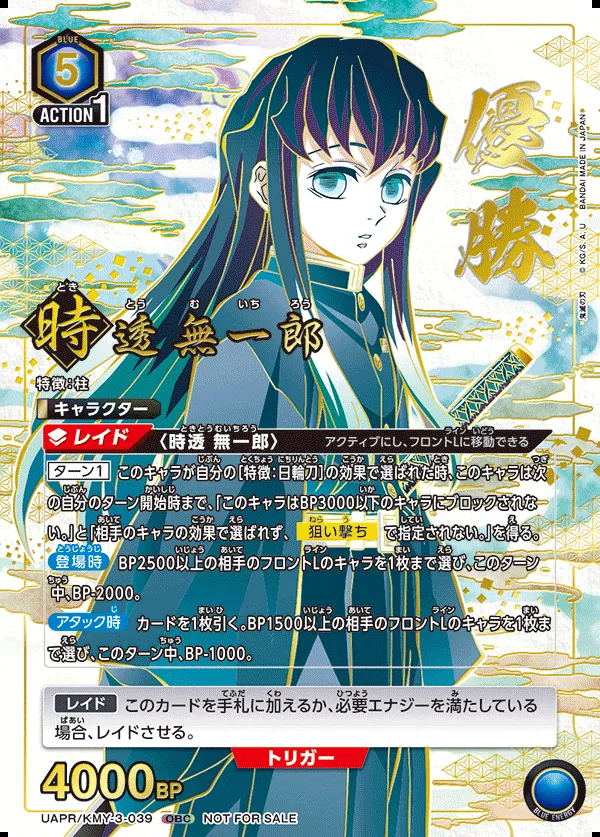 BLUE
5
ACTION1
優勝
©KG/S,A,U BANDAI MADE IN JAPAN
鬼滅の刃
とき とう む いち ろう
時透無一郎
特徴:柱
キャラクター
レイド 〈時透 無一郎〉 アクティブにし、フロントLに移動できる
ターン1 このキャラが自分の[特徴:日輪刀]の効果で選ばれた時、このキャラは次
の自分のターン開始時まで、「このキャラはBP3000以下のキャラにブロックされな
い。」と「相手のキャラの効果で選ばれず、 狙い撃ち で指定されない。」を得る。
登場時 BP2500以上の相手のフロントLのキャラを1枚まで選び、このターン
中、BP-2000。
アタック時 カードを1枚引く。BP1500以上の相手のフロントLのキャラを1枚ま
で選び、このターン中、BP-1000。
レイド このカードを手札に加えるか、必要エナジーを満たしている
場合、レイドさせる。
トリガー
4000BP
BLUE ENERGY
UAPR/KMY-3-039 OBC NOT FOR SALE